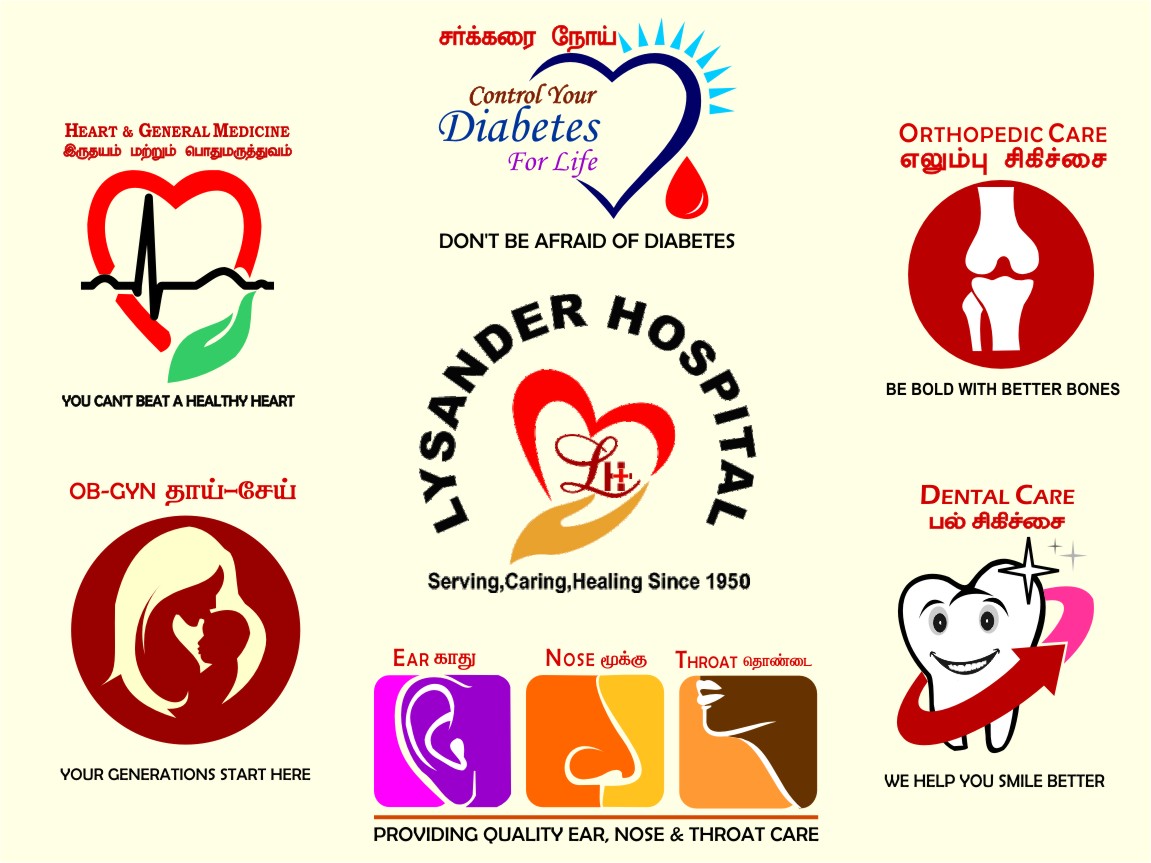 சர்க்கரை நோய்
Control Your
Diabetes
For Life
DON'T BE AFRAID OF DIABETES
HEART & GENERAL MEDICINE
இருதயம் மற்றும் பொதுமருத்துவம்
YOU CAN'T BEAT A HEALTHY HEART
ORTHOPEDIC CARE
எலும்பு சிகிச்சை
BE BOLD WITH BETTER BONES
LYSANDER HOSPITAL
LH
Serving,Caring,Healing Since 1950
OB-GYN தாய்-சேய்
YOUR GENERATIONS START HERE
DENTAL CARE
பல் சிகிச்சை
WE HELP YOU SMILE BETTER
EAR காது
NOSE மூக்கு
THROAT தொண்டை
PROVIDING QUALITY EAR, NOSE & THROAT CARE